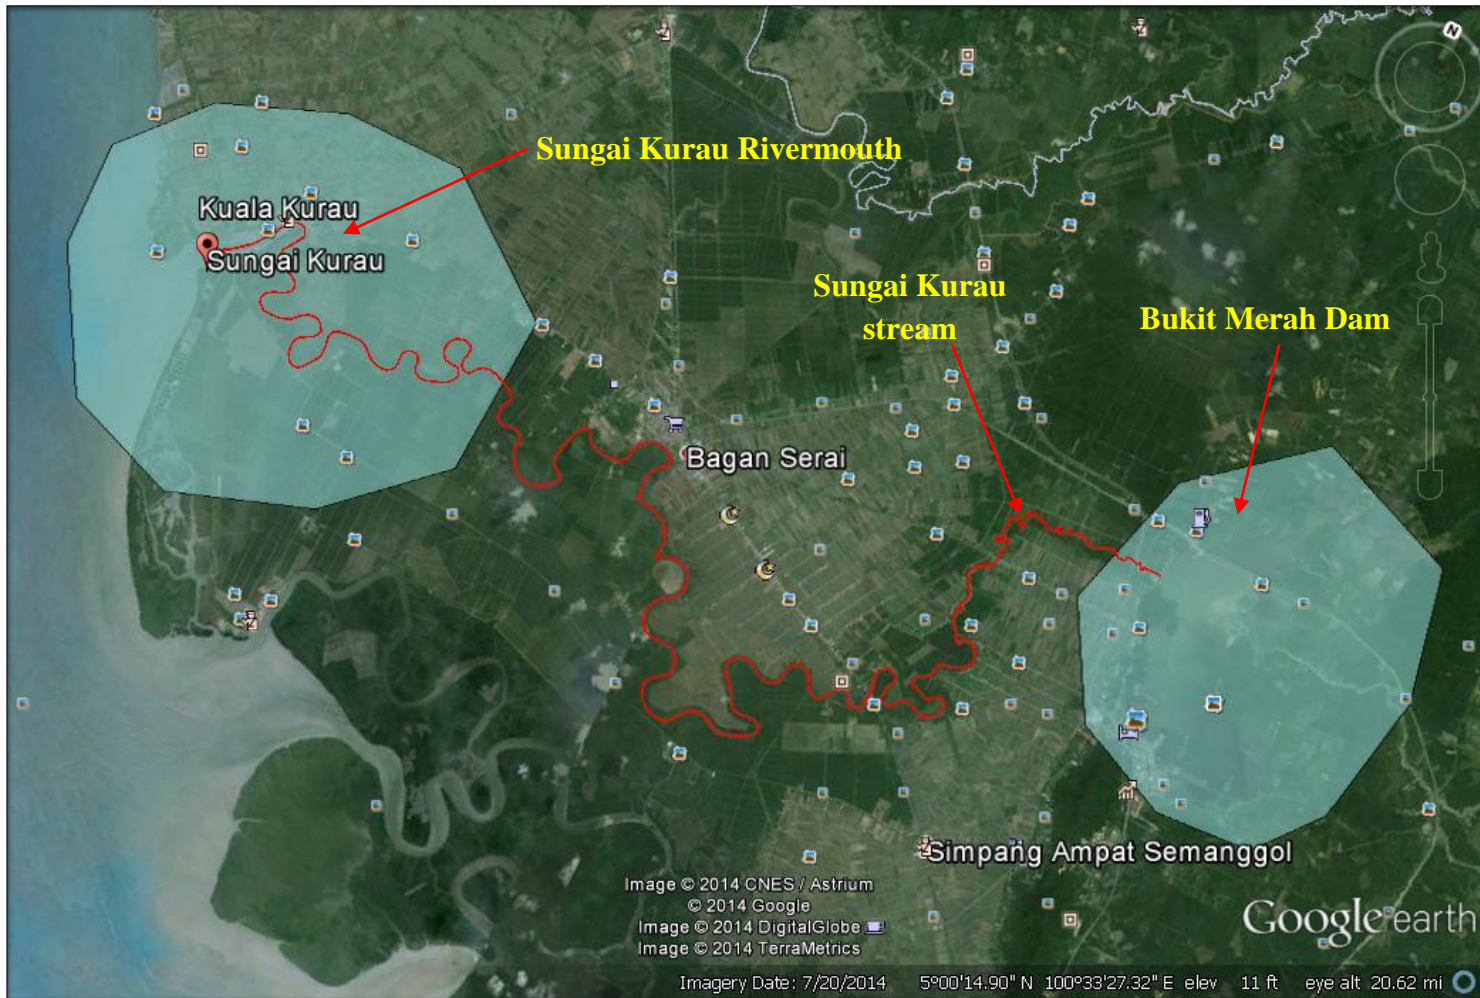 N
Sungai Kurau Rivermouth
Kuala Kurau
Sungai Kurau
Sungai Kurau
stream
Bukit Merah Dam
Bagan Serai
Simpang Ampat Semanggol
Image © 2014 CNES / Astrium
© 2014 Google
Image © 2014 DigitalGlobe
Image © 2014 TerraMetrics
Google earth
Imagery Date: 7/20/2014 5°00'14.90" N 100°33'27.32" E elev 11 ft eye alt 20.62 mi